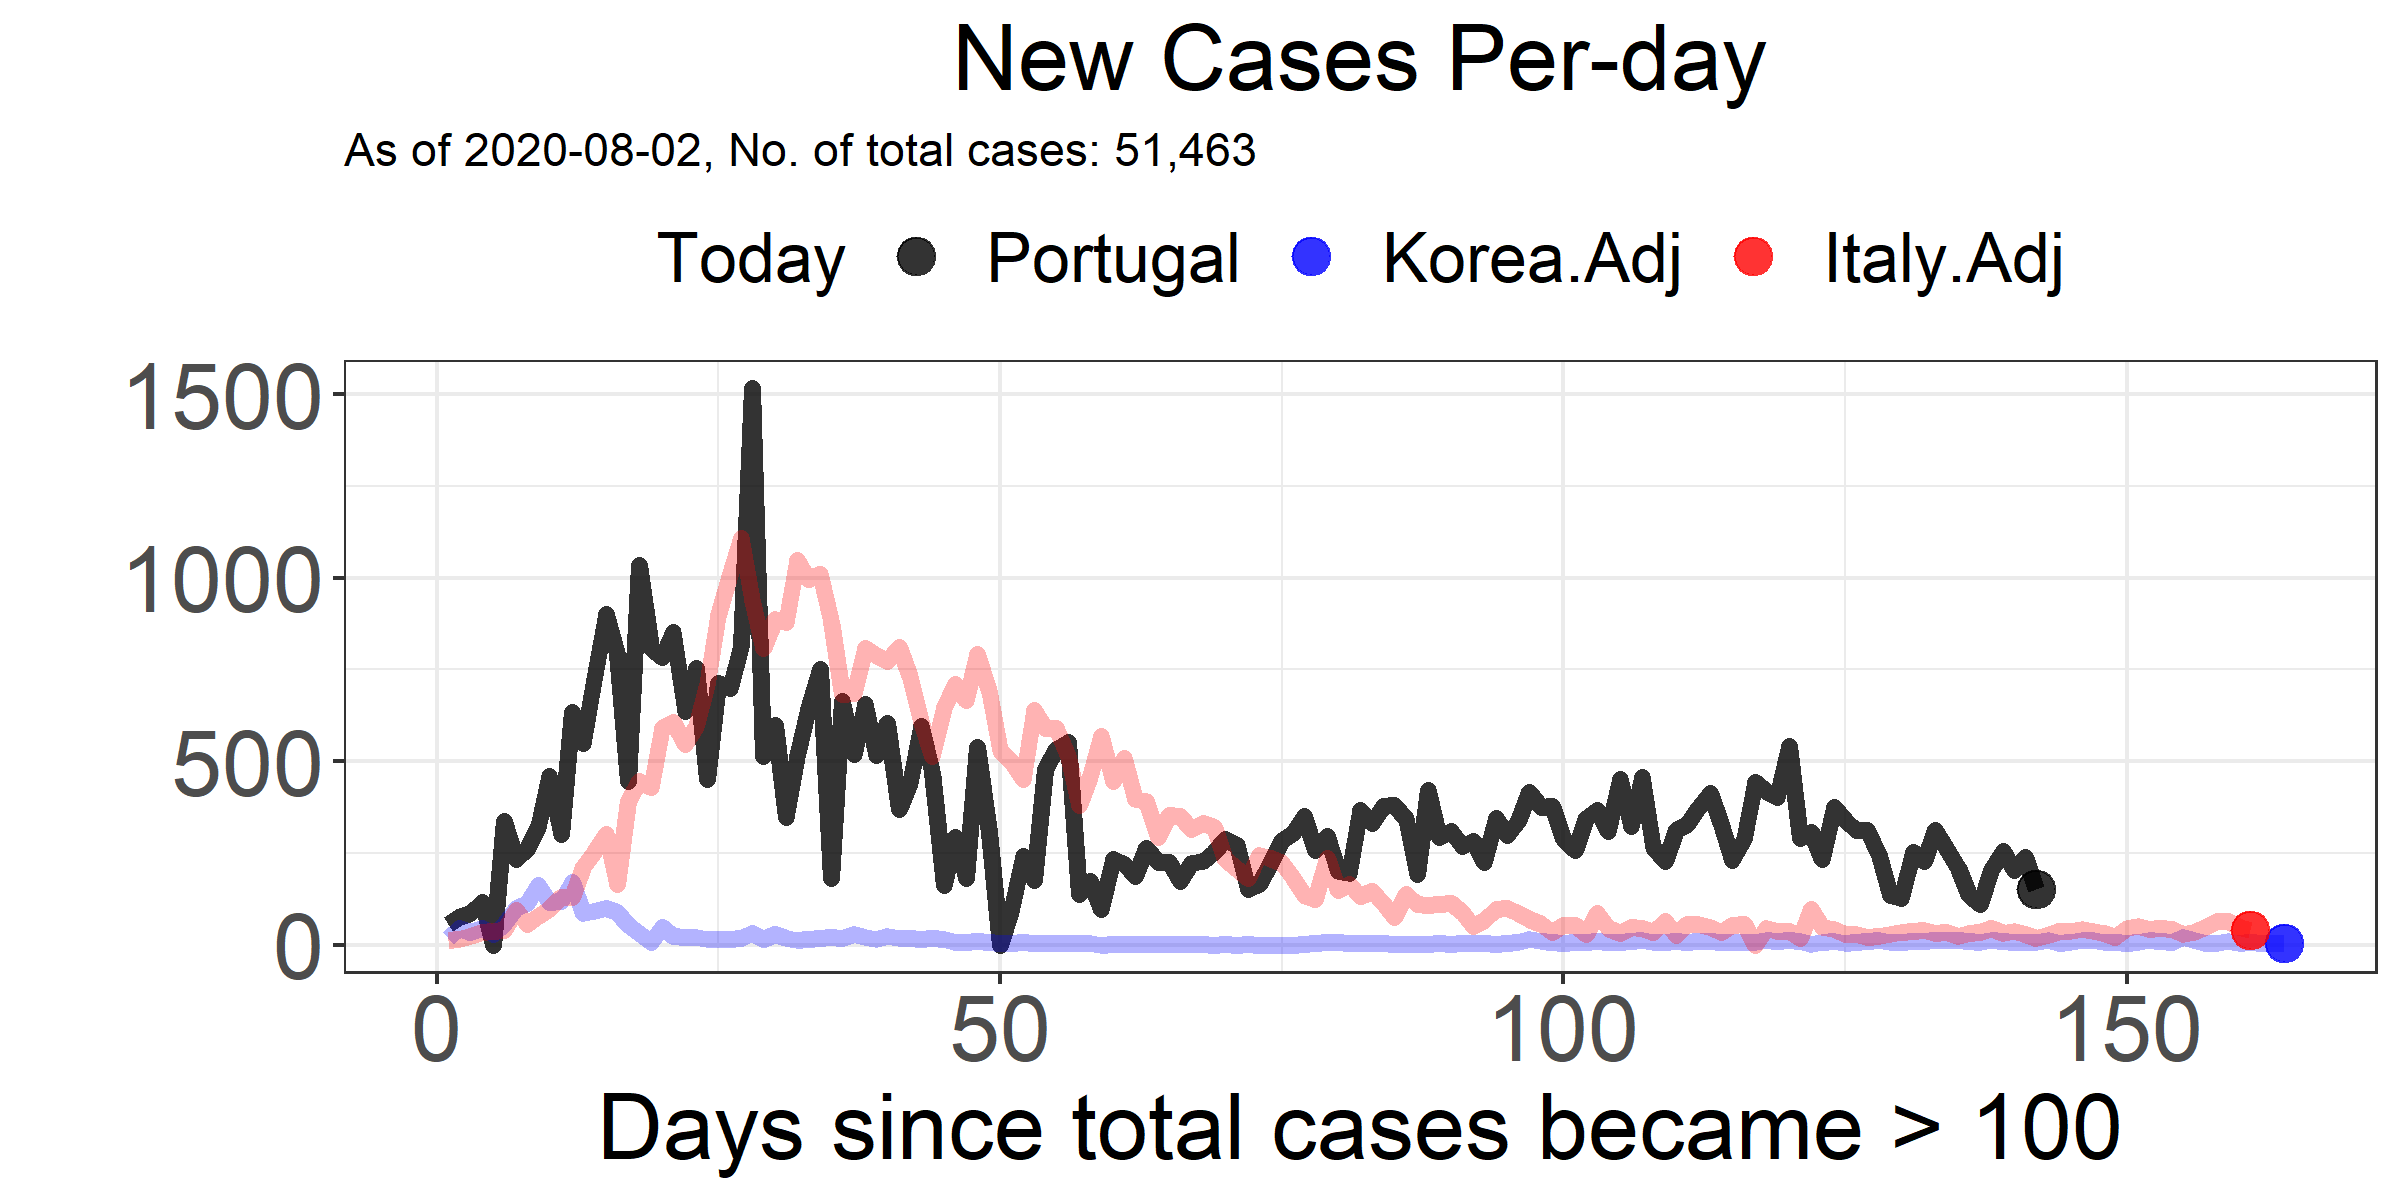 New Cases Per-day
As of 2020-08-02, No. of total cases: 51,463
Today Portugal Korea.Adj Italy.Adj
1500
1000
500
0
0 50 100 150
Days since total cases became > 100